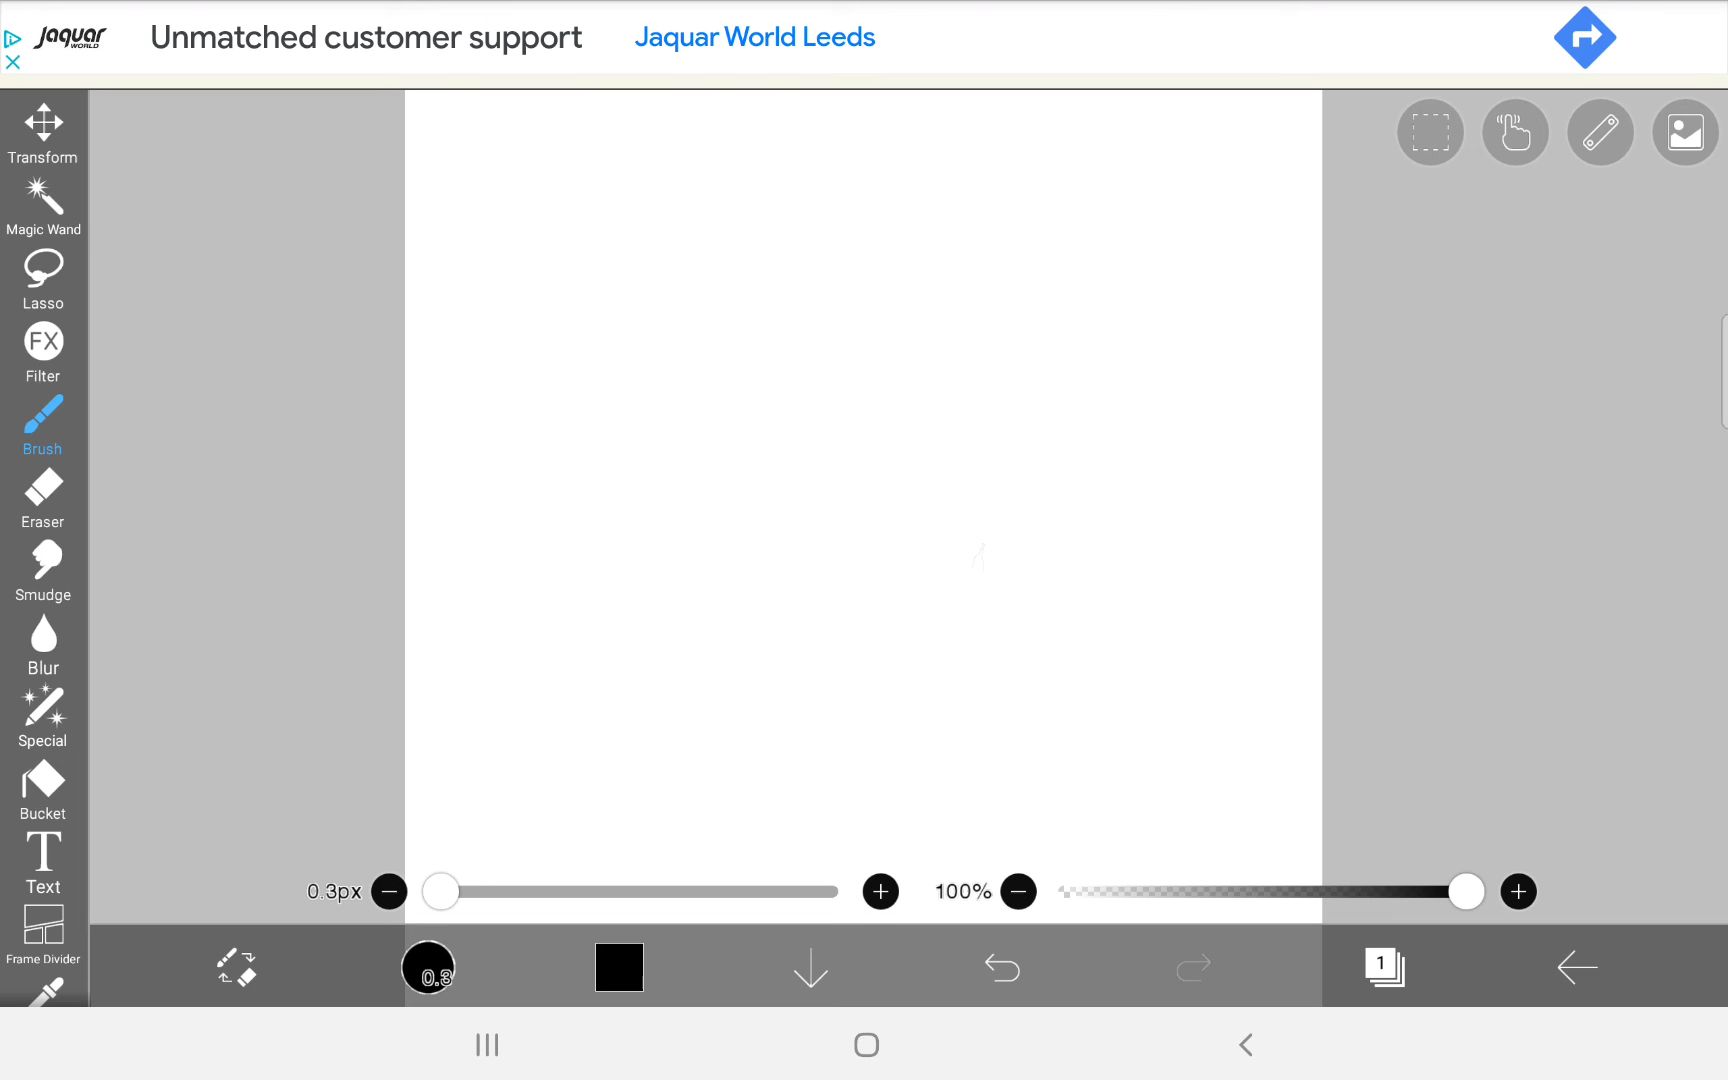 JAQUAR WORLD Unmatched customer support Jaquar World Leeds
Transform
Magic Wand
Lasso
FX
Filter
Brush
Eraser
Smudge
Blur
Special
Bucket
T
Text
0.3px 100%
Frame Divider
0.3 1